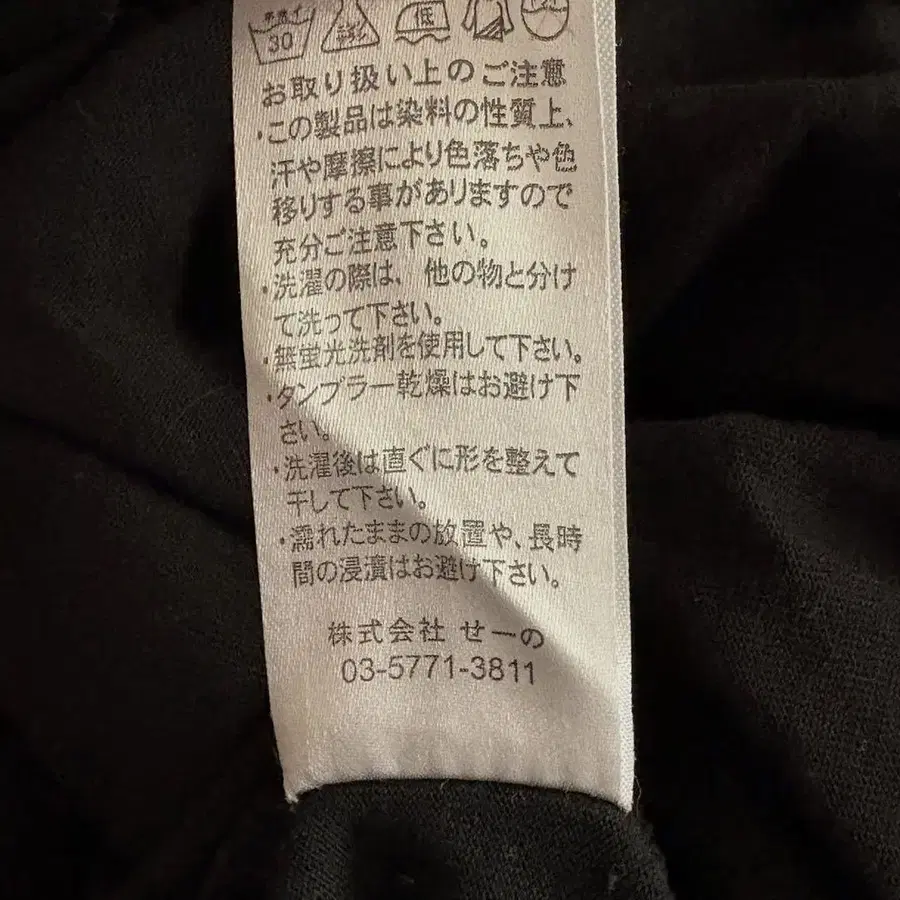 手洗イ
30
低
お取り扱い上のご注意
・この製品は染料の性質上、
汗や摩擦により色落ちや色
移りする事がありますので
充分ご注意下さい。
・洗濯の際は、他の物と分け
て洗って下さい。
・無蛍光洗剤を使用して下さい。
・タンブラー乾燥はお避け下
さい。
・洗濯後は直ぐに形を整えて
干して下さい。
・濡れたままの放置や、長時
間の浸漬はお避け下さい。
株式会社 せーの
03-5771-3811